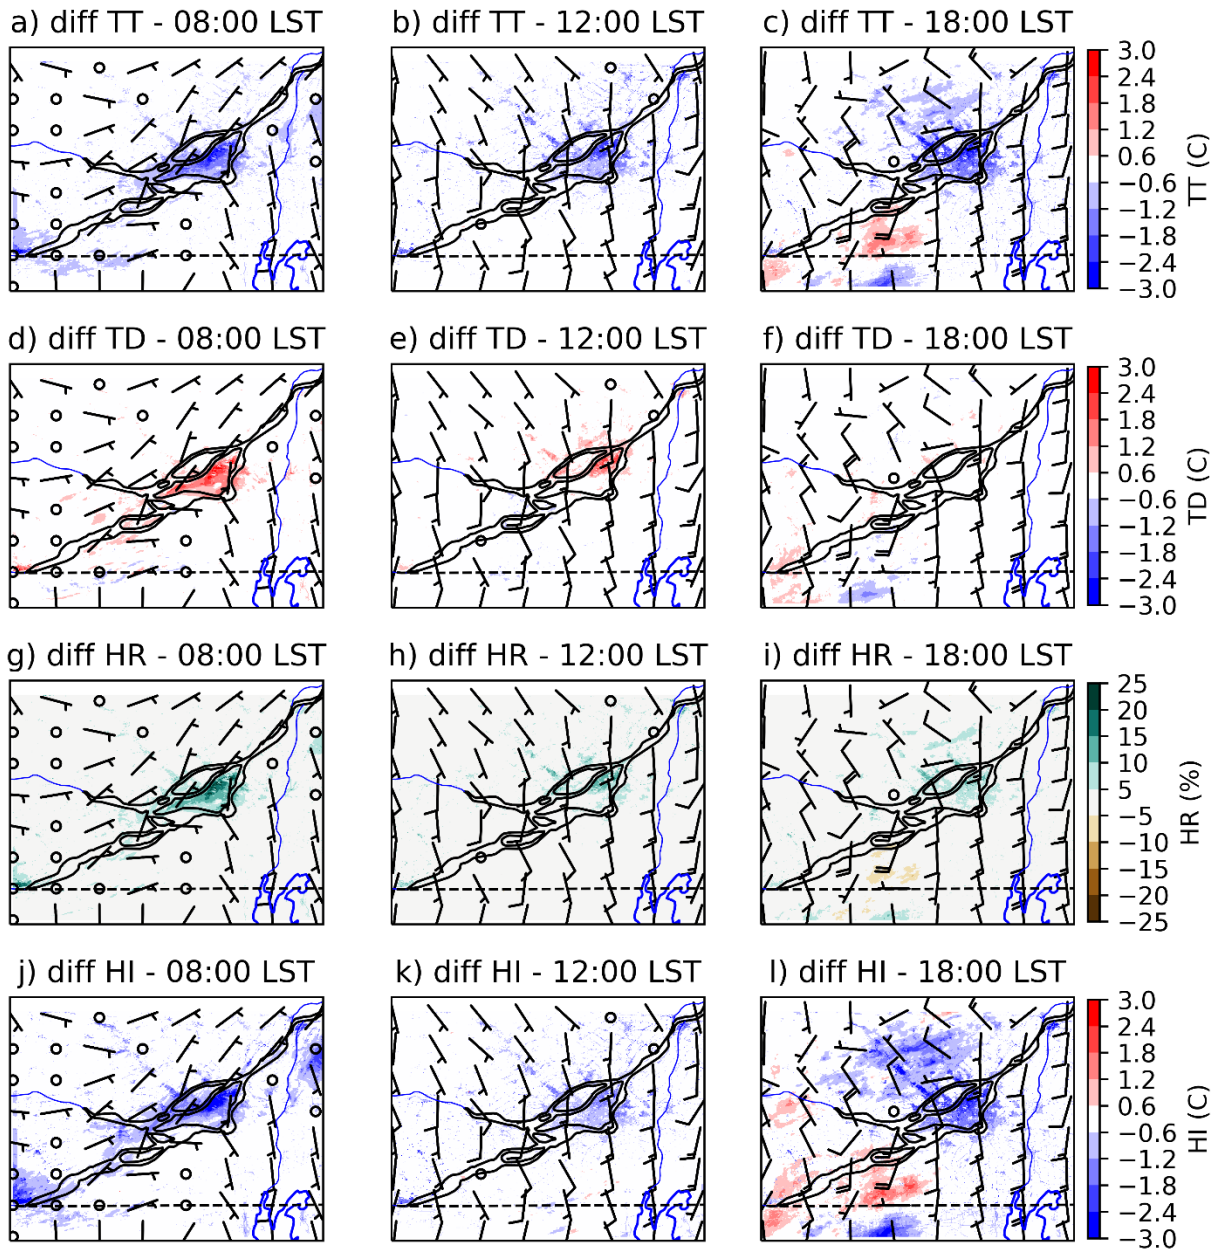 a) diff TT - 08:00 LST
b) diff TT - 12:00 LST
c) diff TT - 18:00 LST
3.0
2.4
1.8
1.2
0.6
−0.6
−1.2
−1.8
−2.4
−3.0
TT (C)
d) diff TD - 08:00 LST
e) diff TD - 12:00 LST
f) diff TD - 18:00 LST
3.0
2.4
1.8
1.2
0.6
−0.6
−1.2
−1.8
−2.4
−3.0
TD (C)
g) diff HR - 08:00 LST
h) diff HR - 12:00 LST
i) diff HR - 18:00 LST
25
20
15
10
5
−5
−10
−15
−20
−25
HR (%)
j) diff HI - 08:00 LST
k) diff HI - 12:00 LST
l) diff HI - 18:00 LST
3.0
2.4
1.8
1.2
0.6
−0.6
−1.2
−1.8
−2.4
−3.0
HI (C)